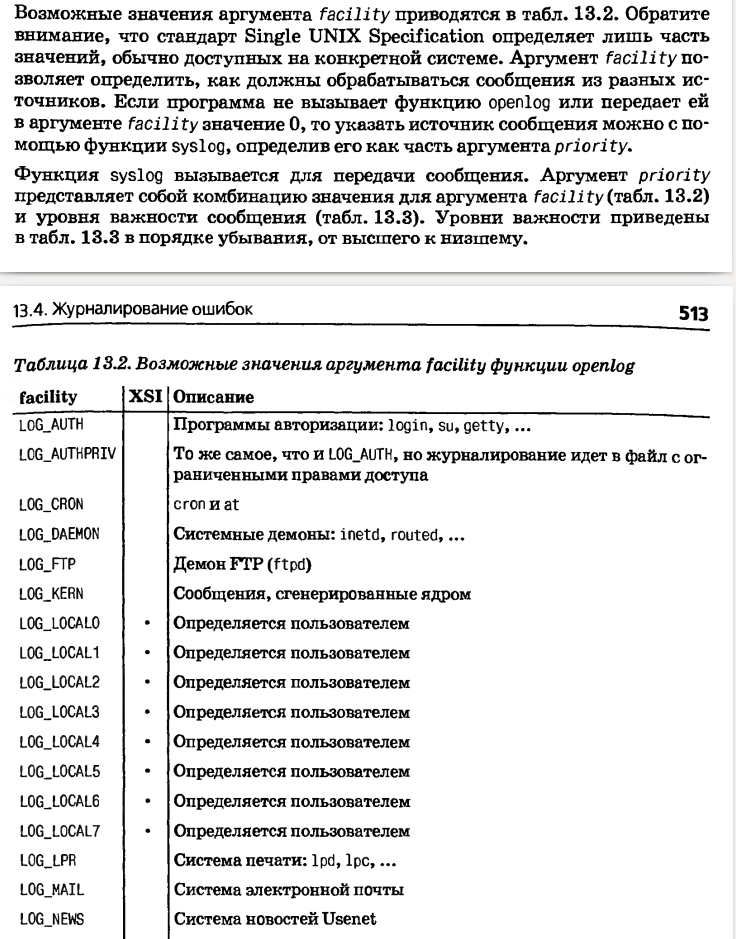 Возможные значения аргумента facility приводятся в табл. 13.2. Обратите
внимание, что стандарт Single UNIX Specification определяет лишь часть
значений, обычно доступных на конкретной системе. Аргумент facility по-
зволяет определить, как должны обрабатываться сообщения из разных ис-
точников. Если программа не вызывает функцию openlog или передает ей
в аргументе facility значение 0, то указать источник сообщения можно с по-
мощью функции syslog, определив его как часть аргумента priority.
Функция syslog вызывается для передачи сообщения. Аргумент priority
представляет собой комбинацию значения для аргумента facility (табл. 13.2)
и уровня важности сообщения (табл. 13.3). Уровни важности приведены
в табл. 13.3 в порядке убывания, от высшего к низшему.
13.4. Журналирование ошибок 513
Таблица 13.2. Возможные значения аргумента facility функции openlog
facility XSI Описание
LOG_AUTH Программы авторизации: login, su, getty, ...
LOG_AUTHPRIV То же самое, что и LOG_AUTH, но журналирование идет в файл с ог-
раниченными правами доступа
LOG_CRON cron и at
LOG_DAEMON Системные демоны: inetd, routed, ...
LOG_FTP Демон FTP (ftpd)
LOG_KERN Сообщения, сгенерированные ядром
LOG_LOCAL0 • Определяется пользователем
LOG_LOCAL1 • Определяется пользователем
LOG_LOCAL2 • Определяется пользователем
LOG_LOCAL3 • Определяется пользователем
LOG_LOCAL4 • Определяется пользователем
LOG_LOCAL5 • Определяется пользователем
LOG_LOCAL6 • Определяется пользователем
LOG_LOCAL7 • Определяется пользователем
LOG_LPR Система печати: lpd, lpc, ...
LOG_MAIL Система электронной почты
LOG_NEWS Система новостей Usenet